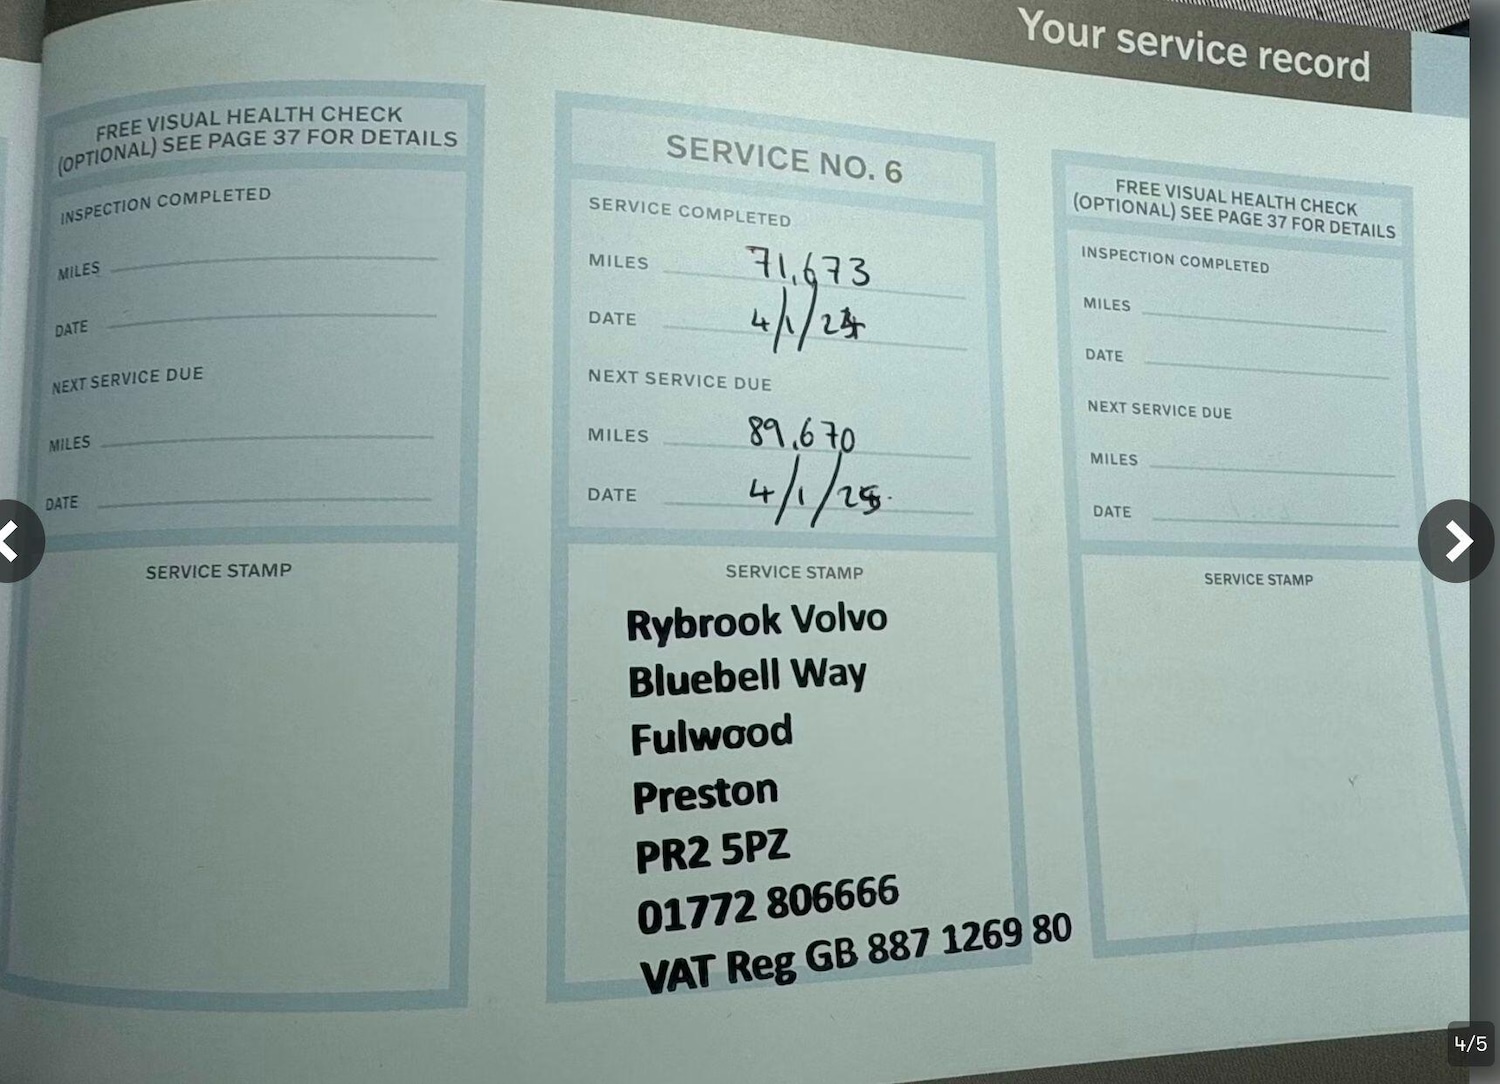 Your service record
FREE VISUAL HEALTH CHECK
(OPTIONAL) SEE PAGE 37 FOR DETAILS
INSPECTION COMPLETED
MILES
DATE
NEXT SERVICE DUE
MILES
DATE
SERVICE STAMP
SERVICE NO. 6
SERVICE COMPLETED
MILES 71,673
DATE 4/1/24
NEXT SERVICE DUE
MILES 89,670
DATE 4/1/25.
SERVICE STAMP
Rybrook Volvo
Bluebell Way
Fulwood
Preston
PR2 5PZ
01772 806666
VAT Reg GB 887 1269 80
FREE VISUAL HEALTH CHECK
(OPTIONAL) SEE PAGE 37 FOR DETAILS
INSPECTION COMPLETED
MILES
DATE
NEXT SERVICE DUE
MILES
DATE
SERVICE STAMP
4/5